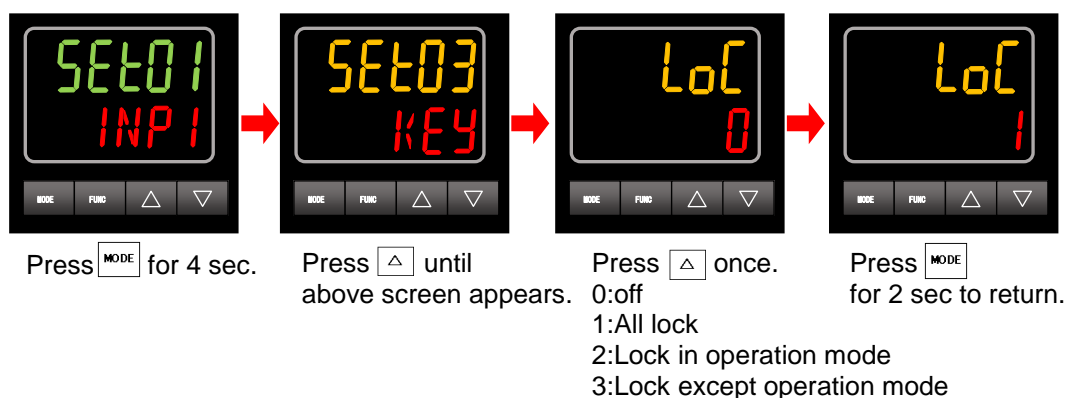 SEt01
INP1
MODE FUNC △ ▽
Press MODE for 4 sec.
SEt03
KEY
MODE FUNC △ ▽
Press △ until
above screen appears.
LoC
0
MODE FUNC △ ▽
Press △ once.
0:off
1:All lock
2:Lock in operation mode
3:Lock except operation mode
LoC
1
MODE FUNC △ ▽
Press MODE
for 2 sec to return.